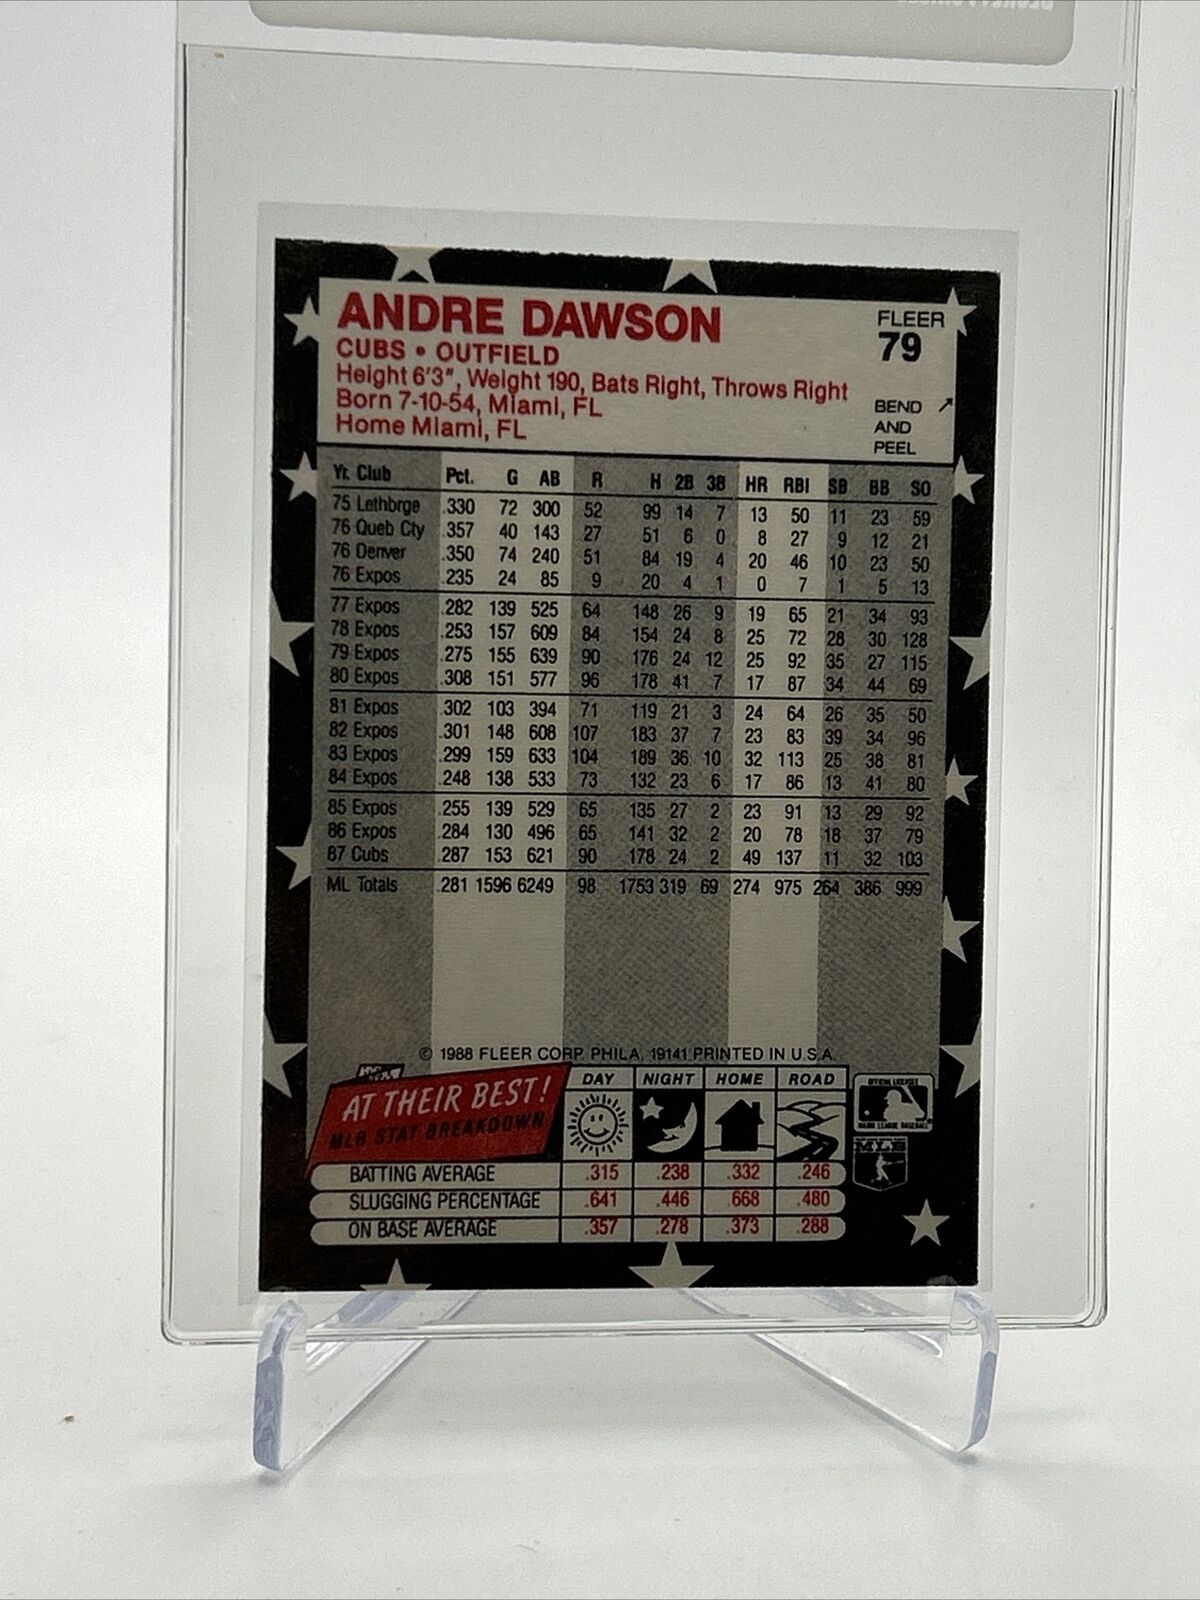 ANDRE DAWSON
CUBS • OUTFIELD
Height 6'3", Weight 190, Bats Right, Throws Right
Born 7-10-54, Miami, FL
Home Miami, FL
FLEER
79
BEND
AND
PEEL
Yr. Club Pct. G AB R H 2B 3B HR RBI SB BB SO
75 Lethbrge .330 72 300 52 99 14 7 13 50 11 23 59
76 Queb Cty .357 40 143 27 51 6 0 8 27 9 12 21
76 Denver .350 74 240 51 84 19 4 20 46 10 23 50
76 Expos .235 24 85 9 20 4 1 0 7 1 5 13
77 Expos .282 139 525 64 148 26 9 19 65 21 34 93
78 Expos .253 157 609 84 154 24 8 25 72 28 30 128
79 Expos .275 155 639 90 176 24 12 25 92 35 27 115
80 Expos .308 151 577 96 178 41 7 17 87 34 44 69
81 Expos .302 103 394 71 119 21 3 24 64 26 35 50
82 Expos .301 148 608 107 183 37 7 23 83 39 34 96
83 Expos .299 159 633 104 189 36 10 32 113 25 38 81
84 Expos .248 138 533 73 132 23 6 17 86 13 41 80
85 Expos .255 139 529 65 135 27 2 23 91 13 29 92
86 Expos .284 130 496 65 141 32 2 20 78 18 37 79
87 Cubs .287 153 621 90 178 24 2 49 137 11 32 103
ML Totals .281 1596 6249 98 1753 319 69 274 975 264 386 999
© 1988 FLEER CORP. PHILA. 19141 PRINTED IN U.S.A.
AT THEIR BEST!
MLB STAT BREAKDOWN
DAY NIGHT HOME ROAD
BATTING AVERAGE .315 .238 .332 .246
SLUGGING PERCENTAGE .641 .446 .668 .480
ON BASE AVERAGE .357 .278 .373 .288
OFFICIAL LICENSEE
MAJOR LEAGUE BASEBALL